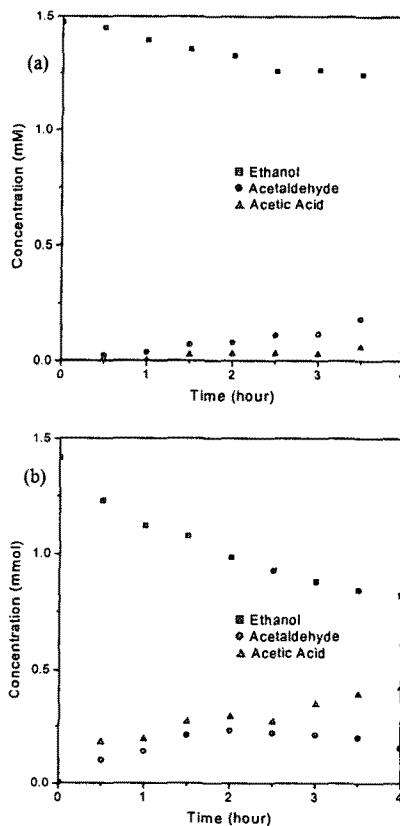 (a)
1.5
1.0
0.5
0.0
Concentration (mM)
Ethanol
Acetaldehyde
Acetic Acid
0 1 2 3 4
Time (hour)
(b)
1.5
1.0
0.5
0.0
Concentration (mmol)
Ethanol
Acetaldehyde
Acetic Acid
0 1 2 3 4
Time (hour)